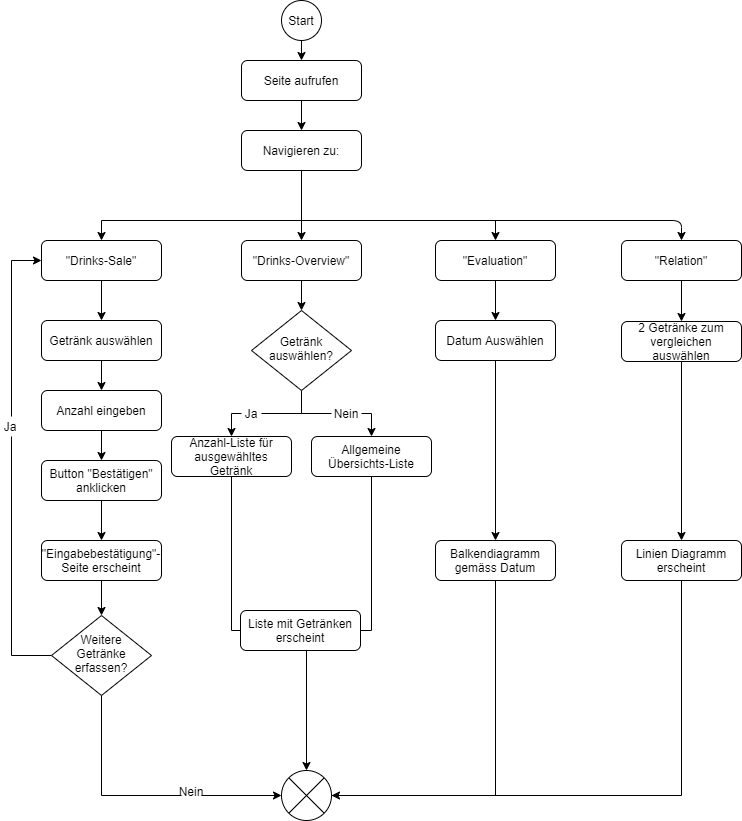 Start
Seite aufrufen
Navigieren zu:
"Drinks-Sale"
"Drinks-Overview"
"Evaluation"
"Relation"
Getränk auswählen
Getränk
auswählen?
Datum Auswählen
2 Getränke zum
vergleichen
auswählen
Anzahl eingeben
Ja
Nein
Ja
Anzahl-Liste für
ausgewähltes
Getränk
Allgemeine
Übersichts-Liste
Button "Bestätigen"
anklicken
"Eingabebestätigung"-
Seite erscheint
Balkendiagramm
gemäss Datum
Linien Diagramm
erscheint
Liste mit Getränken
erscheint
Weitere
Getränke
erfassen?
Nein